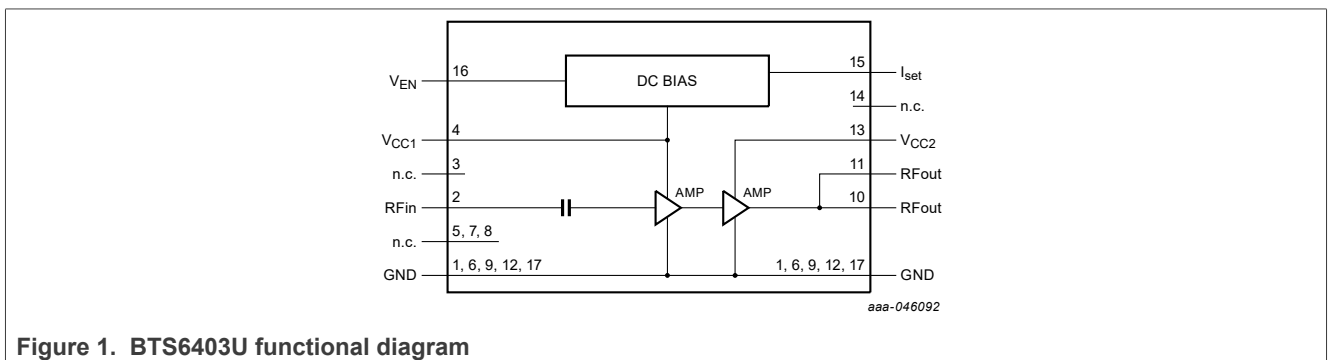 16
V_EN
DC BIAS
15
I_set
14
n.c.
4
V_CC1
13
V_CC2
3
n.c.
11
RFout
2
RFin
AMP
AMP
10
RFout
5, 7, 8
n.c.
1, 6, 9, 12, 17
GND
1, 6, 9, 12, 17
GND
aaa-046092
Figure 1. BTS6403U functional diagram